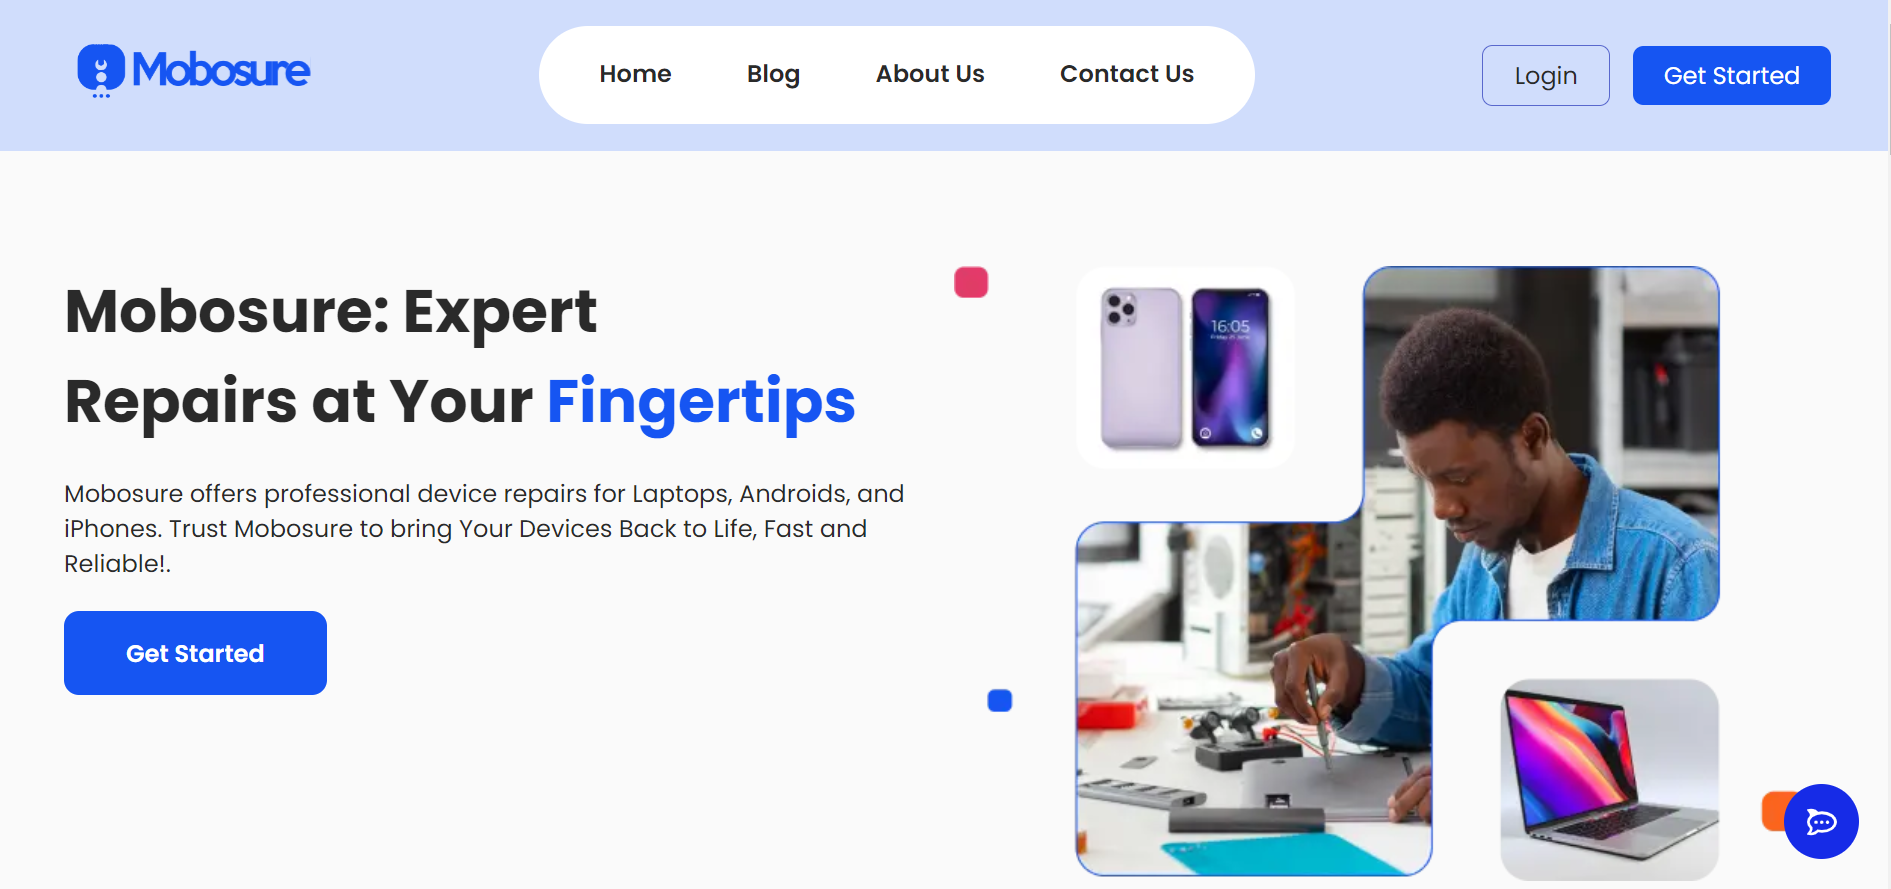 Mobosure
Home Blog About Us Contact Us
Login Get Started
Mobosure: Expert
Repairs at Your Fingertips
Mobosure offers professional device repairs for Laptops, Androids, and
iPhones. Trust Mobosure to bring Your Devices Back to Life, Fast and
Reliable!.
Get Started
16:05